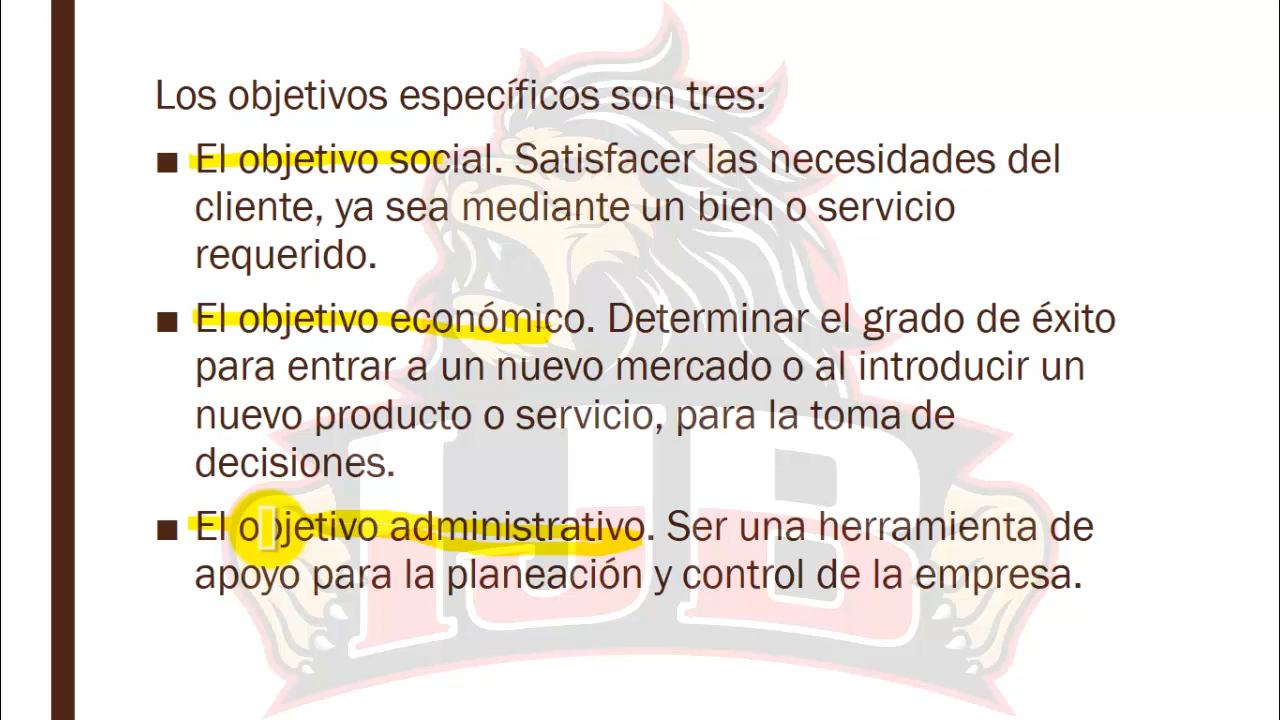 Los objetivos específicos son tres:
■ El objetivo social. Satisfacer las necesidades del
cliente, ya sea mediante un bien o servicio
requerido.
■ El objetivo económico. Determinar el grado de éxito
para entrar a un nuevo mercado o al introducir un
nuevo producto o servicio, para la toma de
decisiones.
■ El objetivo administrativo. Ser una herramienta de
apoyo para la planeación y control de la empresa.
IJB